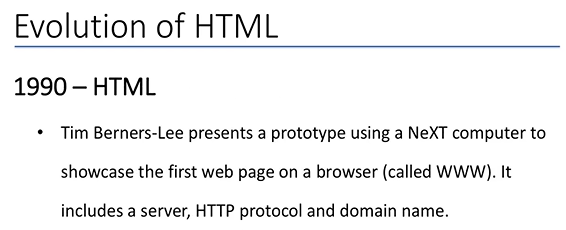 Evolution of HTML
1990 – HTML
• Tim Berners-Lee presents a prototype using a NeXT computer to
showcase the first web page on a browser (called WWW). It
includes a server, HTTP protocol and domain name.